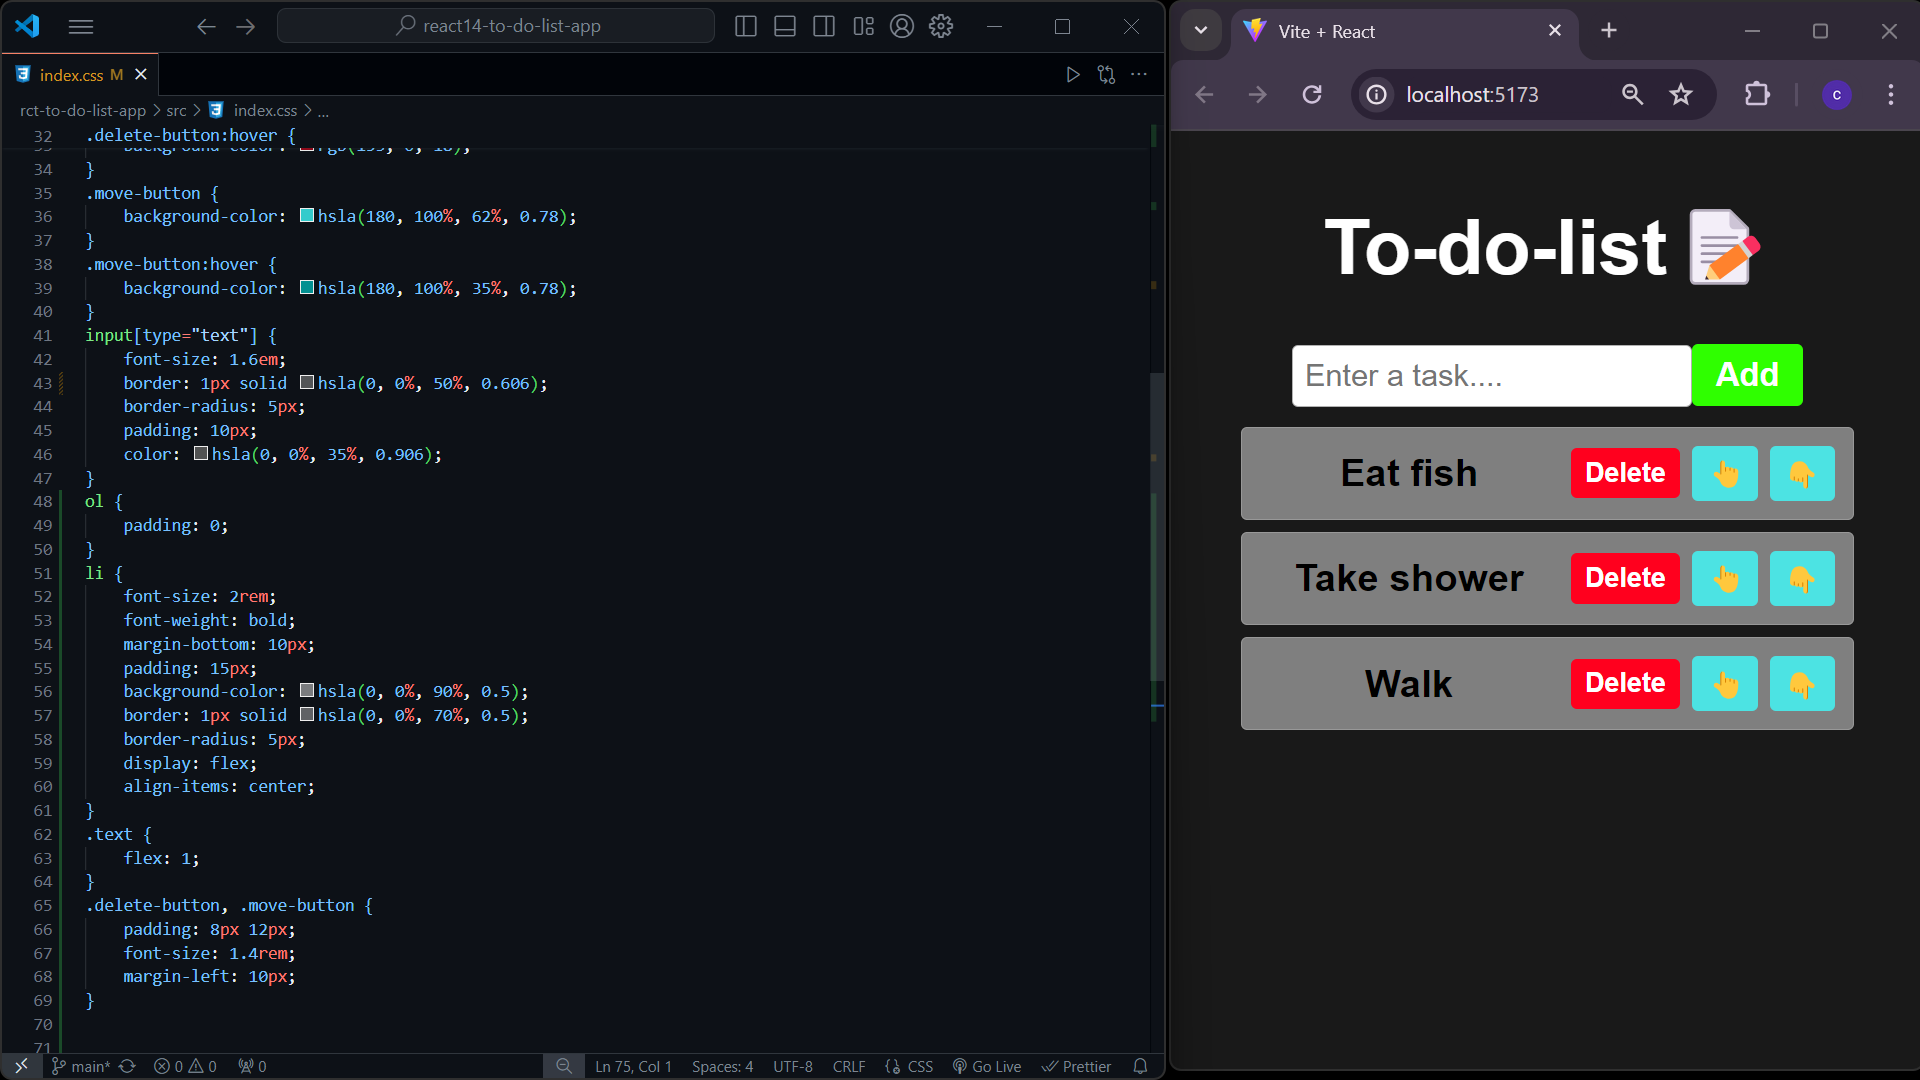 react14-to-do-list-app
index.css M
rct-to-do-list-app > src > index.css > ...
32 .delete-button:hover {
34 }
35 .move-button {
36 background-color: hsla(180, 100%, 62%, 0.78);
37 }
38 .move-button:hover {
39 background-color: hsla(180, 100%, 35%, 0.78);
40 }
41 input[type="text"] {
42 font-size: 1.6em;
43 border: 1px solid hsla(0, 0%, 50%, 0.606);
44 border-radius: 5px;
45 padding: 10px;
46 color: hsla(0, 0%, 35%, 0.906);
47 }
48 ol {
49 padding: 0;
50 }
51 li {
52 font-size: 2rem;
53 font-weight: bold;
54 margin-bottom: 10px;
55 padding: 15px;
56 background-color: hsla(0, 0%, 90%, 0.5);
57 border: 1px solid hsla(0, 0%, 70%, 0.5);
58 border-radius: 5px;
59 display: flex;
60 align-items: center;
61 }
62 .text {
63 flex: 1;
64 }
65 .delete-button, .move-button {
66 padding: 8px 12px;
67 font-size: 1.4rem;
68 margin-left: 10px;
69 }
70
71
main* 0 0 0 Ln 75, Col 1 Spaces: 4 UTF-8 CRLF CSS Go Live Prettier
Vite + React
localhost:5173 c
To-do-list
Enter a task.... Add
Eat fish Delete
Take shower Delete
Walk Delete